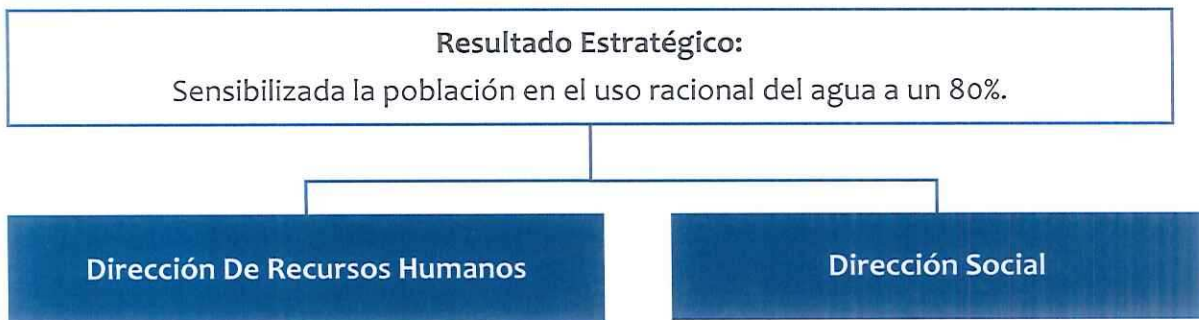 Resultado Estratégico:
Sensibilizada la población en el uso racional del agua a un 80%.
Dirección De Recursos Humanos
Dirección Social